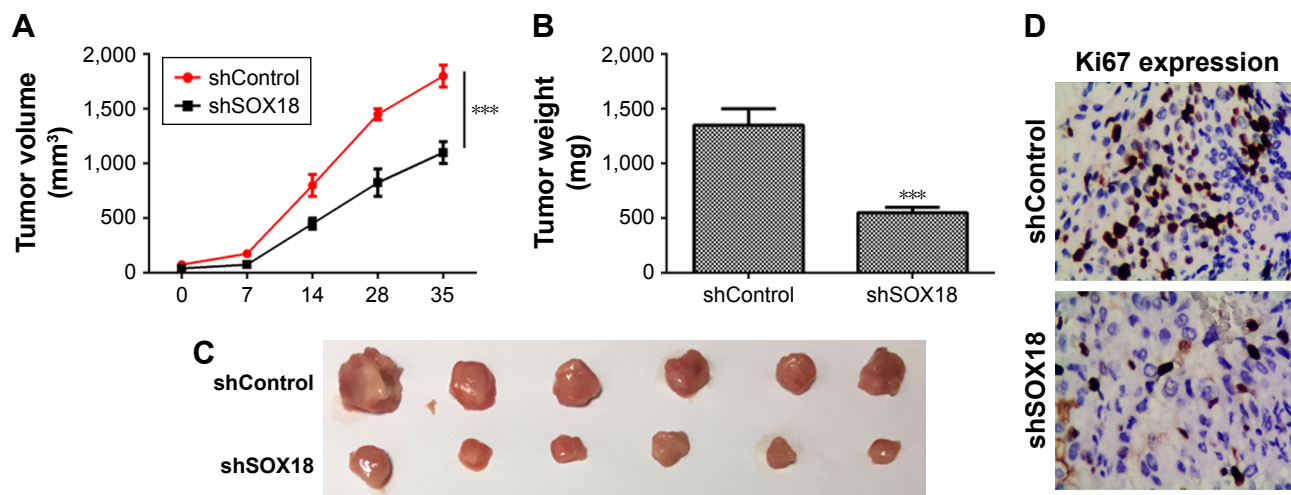 A
Tumor volume
(mm³)
2,000
1,500
1,000
500
0
shControl
shSOX18
***
0 7 14 28 35
B
Tumor weight
(mg)
2,000
1,500
1,000
500
0
***
shControl shSOX18
C
shControl
shSOX18
D
Ki67 expression
shControl
shSOX18